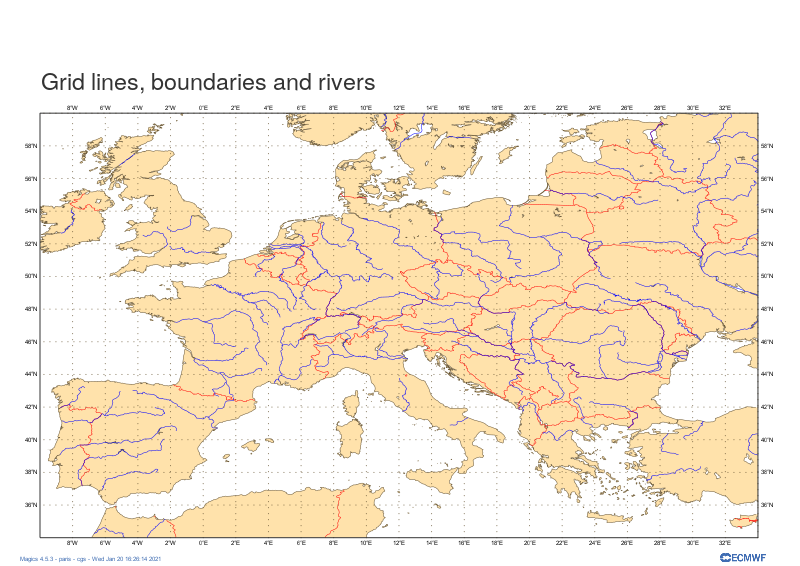 Grid lines, boundaries and rivers
8°W 6°W 4°W 2°W 0°E 2°E 4°E 6°E 8°E 10°E 12°E 14°E 16°E 18°E 20°E 22°E 24°E 26°E 28°E 30°E 32°E
58°N 58°N
56°N 56°N
54°N 54°N
52°N 52°N
50°N 50°N
48°N 48°N
46°N 46°N
44°N 44°N
42°N 42°N
40°N 40°N
38°N 38°N
36°N 36°N
8°W 6°W 4°W 2°W 0°E 2°E 4°E 6°E 8°E 10°E 12°E 14°E 16°E 18°E 20°E 22°E 24°E 26°E 28°E 30°E 32°E
Magics 4.5.3 - paris - cgs - Wed Jan 20 16:26:14 2021
ECMWF